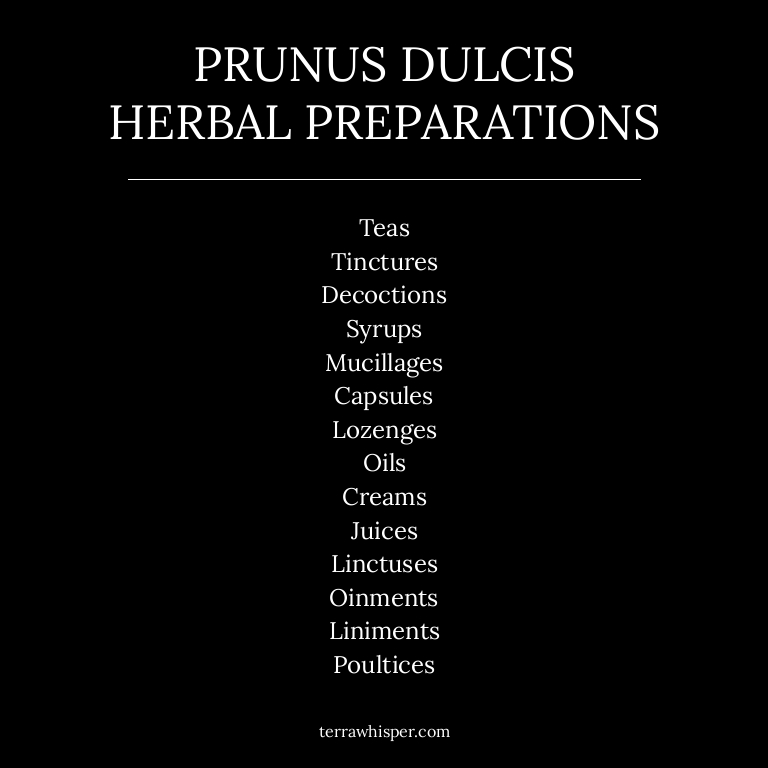 PRUNUS DULCIS
HERBAL PREPARATIONS
Teas
Tinctures
Decoctions
Syrups
Mucillages
Capsules
Lozenges
Oils
Creams
Juices
Linctuses
Oinments
Liniments
Poultices
terrawhisper.com